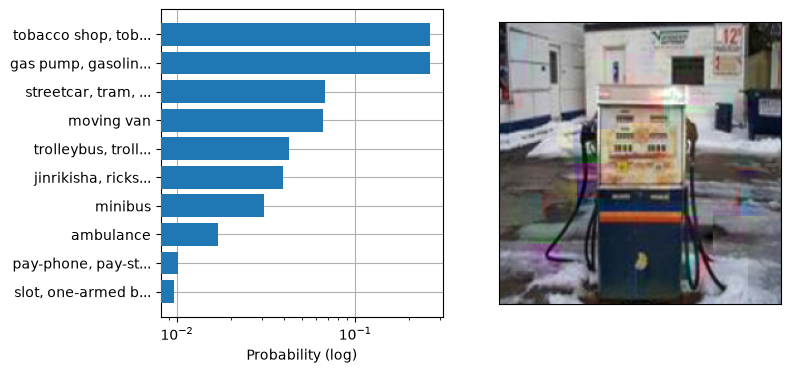 tobacco shop, tob...
gas pump, gasolin...
streetcar, tram, ...
moving van
trolleybus, troll...
jinrikisha, ricks...
minibus
ambulance
pay-phone, pay-st...
slot, one-armed b...
10⁻²
10⁻¹
Probability (log)
12⁹